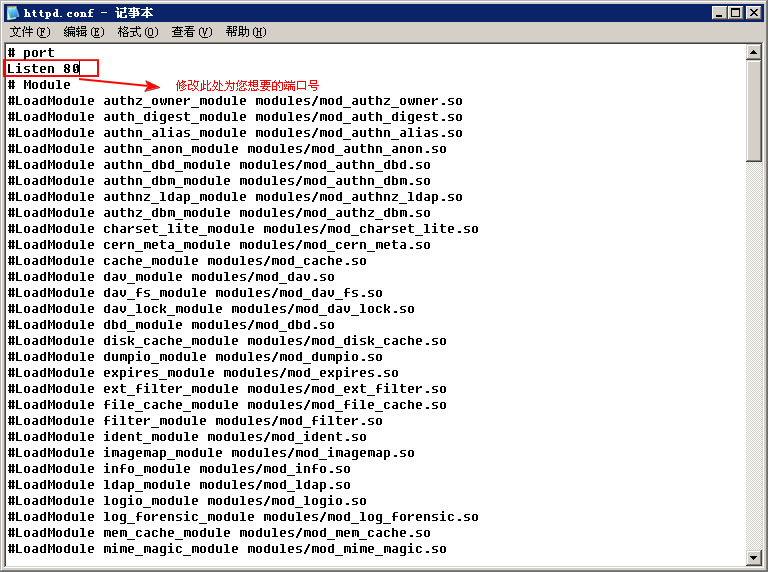 httpd.conf - 记事本
文件(F) 编辑(E) 格式(O) 查看(V) 帮助(H)
# port
Listen 80
修改此处为您想要的端口号
# Module
#LoadModule authz_owner_module modules/mod_authz_owner.so
#LoadModule auth_digest_module modules/mod_auth_digest.so
#LoadModule authn_alias_module modules/mod_authn_alias.so
#LoadModule authn_anon_module modules/mod_authn_anon.so
#LoadModule authn_dbd_module modules/mod_authn_dbd.so
#LoadModule authn_dbm_module modules/mod_authn_dbm.so
#LoadModule authnz_ldap_module modules/mod_authnz_ldap.so
#LoadModule authz_dbm_module modules/mod_authz_dbm.so
#LoadModule charset_lite_module modules/mod_charset_lite.so
#LoadModule cern_meta_module modules/mod_cern_meta.so
#LoadModule cache_module modules/mod_cache.so
#LoadModule dav_module modules/mod_dav.so
#LoadModule dav_fs_module modules/mod_dav_fs.so
#LoadModule dav_lock_module modules/mod_dav_lock.so
#LoadModule dbd_module modules/mod_dbd.so
#LoadModule disk_cache_module modules/mod_disk_cache.so
#LoadModule dumpio_module modules/mod_dumpio.so
#LoadModule expires_module modules/mod_expires.so
#LoadModule ext_filter_module modules/mod_ext_filter.so
#LoadModule file_cache_module modules/mod_file_cache.so
#LoadModule filter_module modules/mod_filter.so
#LoadModule ident_module modules/mod_ident.so
#LoadModule imagemap_module modules/mod_imagemap.so
#LoadModule info_module modules/mod_info.so
#LoadModule ldap_module modules/mod_ldap.so
#LoadModule logio_module modules/mod_logio.so
#LoadModule log_forensic_module modules/mod_log_forensic.so
#LoadModule mem_cache_module modules/mod_mem_cache.so
#LoadModule mime_magic_module modules/mod_mime_magic.so